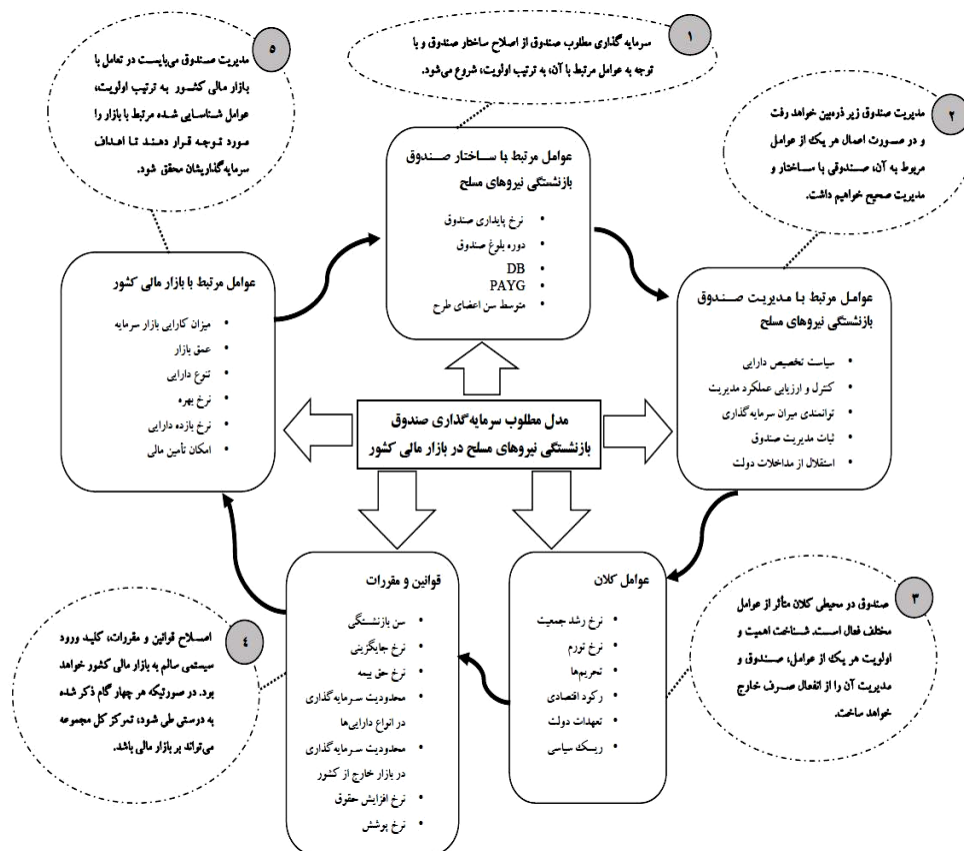 ۱
سرمایه گذاری مطلوب صندوق از اصلاح ساختار صندوق و با
توجه به عوامل مرتبط با آن، به ترتیب اولویت، شروع می‌شود.
عوامل مرتبط با ساختار صندوق
بازنشستگی نیروهای مسلح
• نرخ پایداری صندوق
• دوره بلوغ صندوق
• DB
• PAYG
• متوسط سن اعضای طرح
۲
مدیریت صندوق زیر ذره‌بین خواهد رفت
و در صورت اعمال هر یک از عوامل
مربوط به آن، صندوقی با ساختار و
مدیریت صحیح خواهیم داشت.
عوامل مرتبط با مدیریت صندوق
بازنشستگی نیروهای مسلح
• سیاست تخصیص دارایی
• کنترل و ارزیابی عملکرد مدیریت
• توانمندی میزان سرمایه‌گذاری
• ثبات مدیریت صندوق
• استقلال از مداخلات دولت
مدل مطلوب سرمایه‌گذاری صندوق
بازنشستگی نیروهای مسلح در بازار مالی کشور
۳
صندوق در محیطی کلان متأثر از عوامل
مختلف فعال است. شناخت اهمیت و
اولویت هر یک از عوامل، صندوق و
مدیریت آن را از انفعال صرف خارج
خواهد ساخت.
عوامل کلان
• نرخ رشد جمعیت
• نرخ تورم
• تحریم‌ها
• رکود اقتصادی
• تعهدات دولت
• ریسک سیاسی
۴
اصلاح قوانین و مقررات، کلید ورود
سیستمی سالم به بازار مالی کشور خواهد
بود. در صورتیکه هر چهار گام ذکر شده
به درستی طی شود، تمرکز کل مجموعه
می‌تواند بر بازار مالی باشد.
قوانین و مقررات
• سن بازنشستگی
• نرخ جایگزینی
• نرخ حق بیمه
• محدودیت سرمایه‌گذاری
در انواع دارایی‌ها
• محدودیت سرمایه‌گذاری
در بازار خارج از کشور
• نرخ افزایش حقوق
• نرخ پوشش
۵
مدیریت صندوق می‌بایست در تعامل با
بازار مالی کشور به ترتیب اولویت،
عوامل شناسایی شده مرتبط با بازار را
مورد توجه قرار دهند تا اهداف
سرمایه‌گذاریشان محقق شود.
عوامل مرتبط با بازار مالی کشور
• میزان کارایی بازار سرمایه
• عمق بازار
• تنوع دارایی
• نرخ بهره
• نرخ بازده دارایی
• امکان تأمین مالی